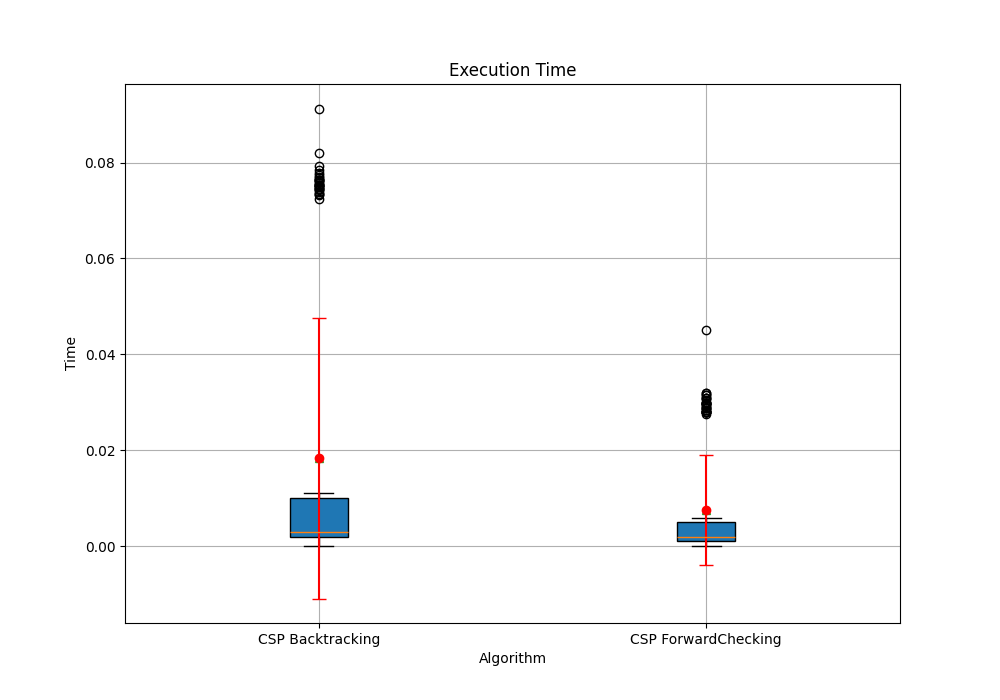 Execution Time
0.08
0.06
0.04
0.02
0.00
Time
CSP Backtracking
CSP ForwardChecking
Algorithm